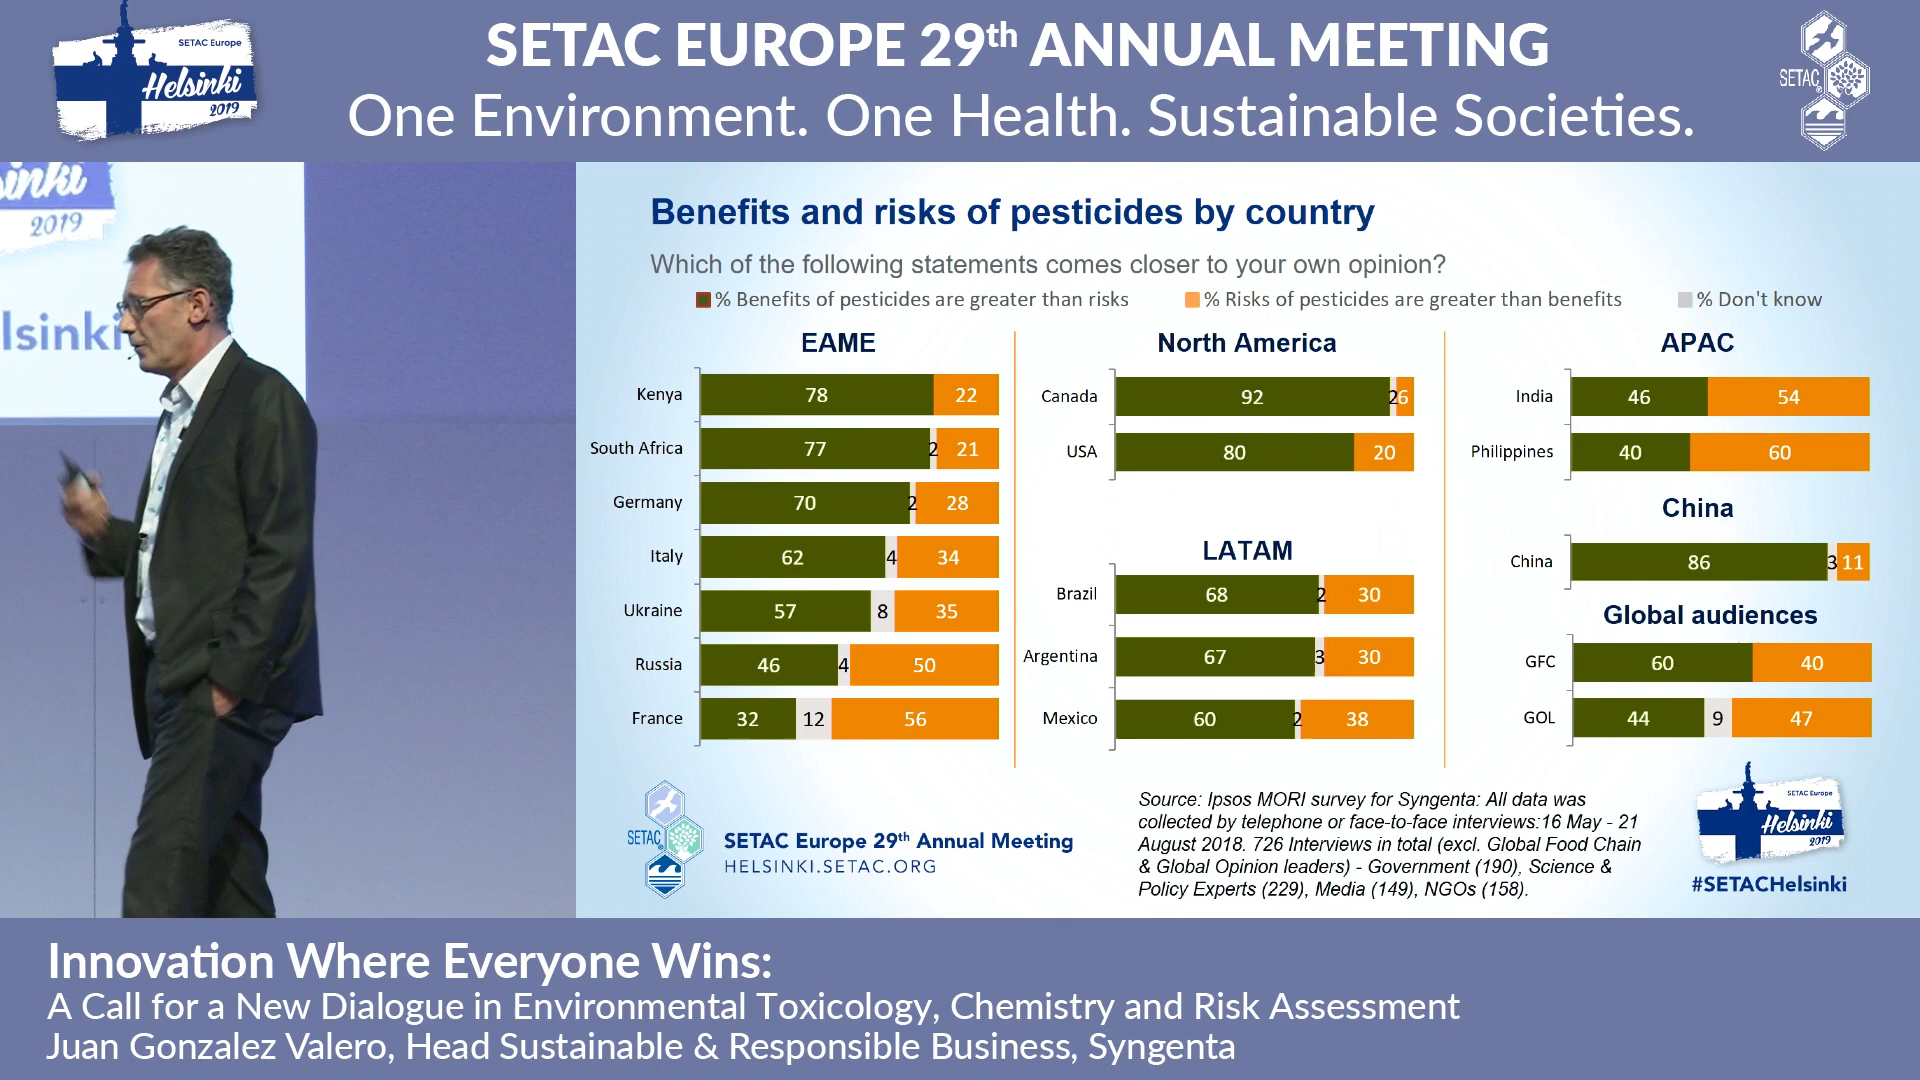 SETAC Europe
Helsinki
2019
SETAC EUROPE 29th ANNUAL MEETING
One Environment. One Health. Sustainable Societies.
SETAC
inki
2019
lsinki
Benefits and risks of pesticides by country
Which of the following statements comes closer to your own opinion?
% Benefits of pesticides are greater than risks % Risks of pesticides are greater than benefits % Don't know
EAME
Kenya 78 22
South Africa 77 2 21
Germany 70 2 28
Italy 62 4 34
Ukraine 57 8 35
Russia 46 4 50
France 32 12 56
North America
Canada 92 2 6
USA 80 20
LATAM
Brazil 68 2 30
Argentina 67 3 30
Mexico 60 2 38
APAC
India 46 54
Philippines 40 60
China
China 86 3 11
Global audiences
GFC 60 40
GOL 44 9 47
SETAC
SETAC Europe 29th Annual Meeting
HELSINKI.SETAC.ORG
Source: Ipsos MORI survey for Syngenta: All data was
collected by telephone or face-to-face interviews:16 May - 21
August 2018. 726 Interviews in total (excl. Global Food Chain
& Global Opinion leaders) - Government (190), Science &
Policy Experts (229), Media (149), NGOs (158).
SETAC Europe
Helsinki
2019
#SETACHelsinki
Innovation Where Everyone Wins:
A Call for a New Dialogue in Environmental Toxicology, Chemistry and Risk Assessment
Juan Gonzalez Valero, Head Sustainable & Responsible Business, Syngenta